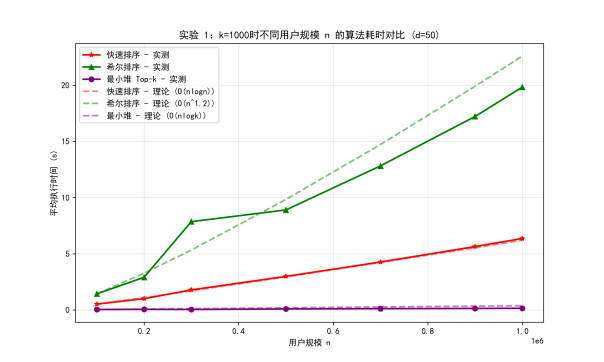 实验 1：k=1000时不同用户规模 n 的算法耗时对比 (d=50)
快速排序 - 实测
希尔排序 - 实测
最小堆 Top-k - 实测
快速排序 - 理论 (O(nlogn))
希尔排序 - 理论 (O(n^1.2))
最小堆 - 理论 (O(nlogk))
平均执行时间 (s)
20
15
10
5
0
0.2
0.4
0.6
0.8
1.0
1e6
用户规模 n